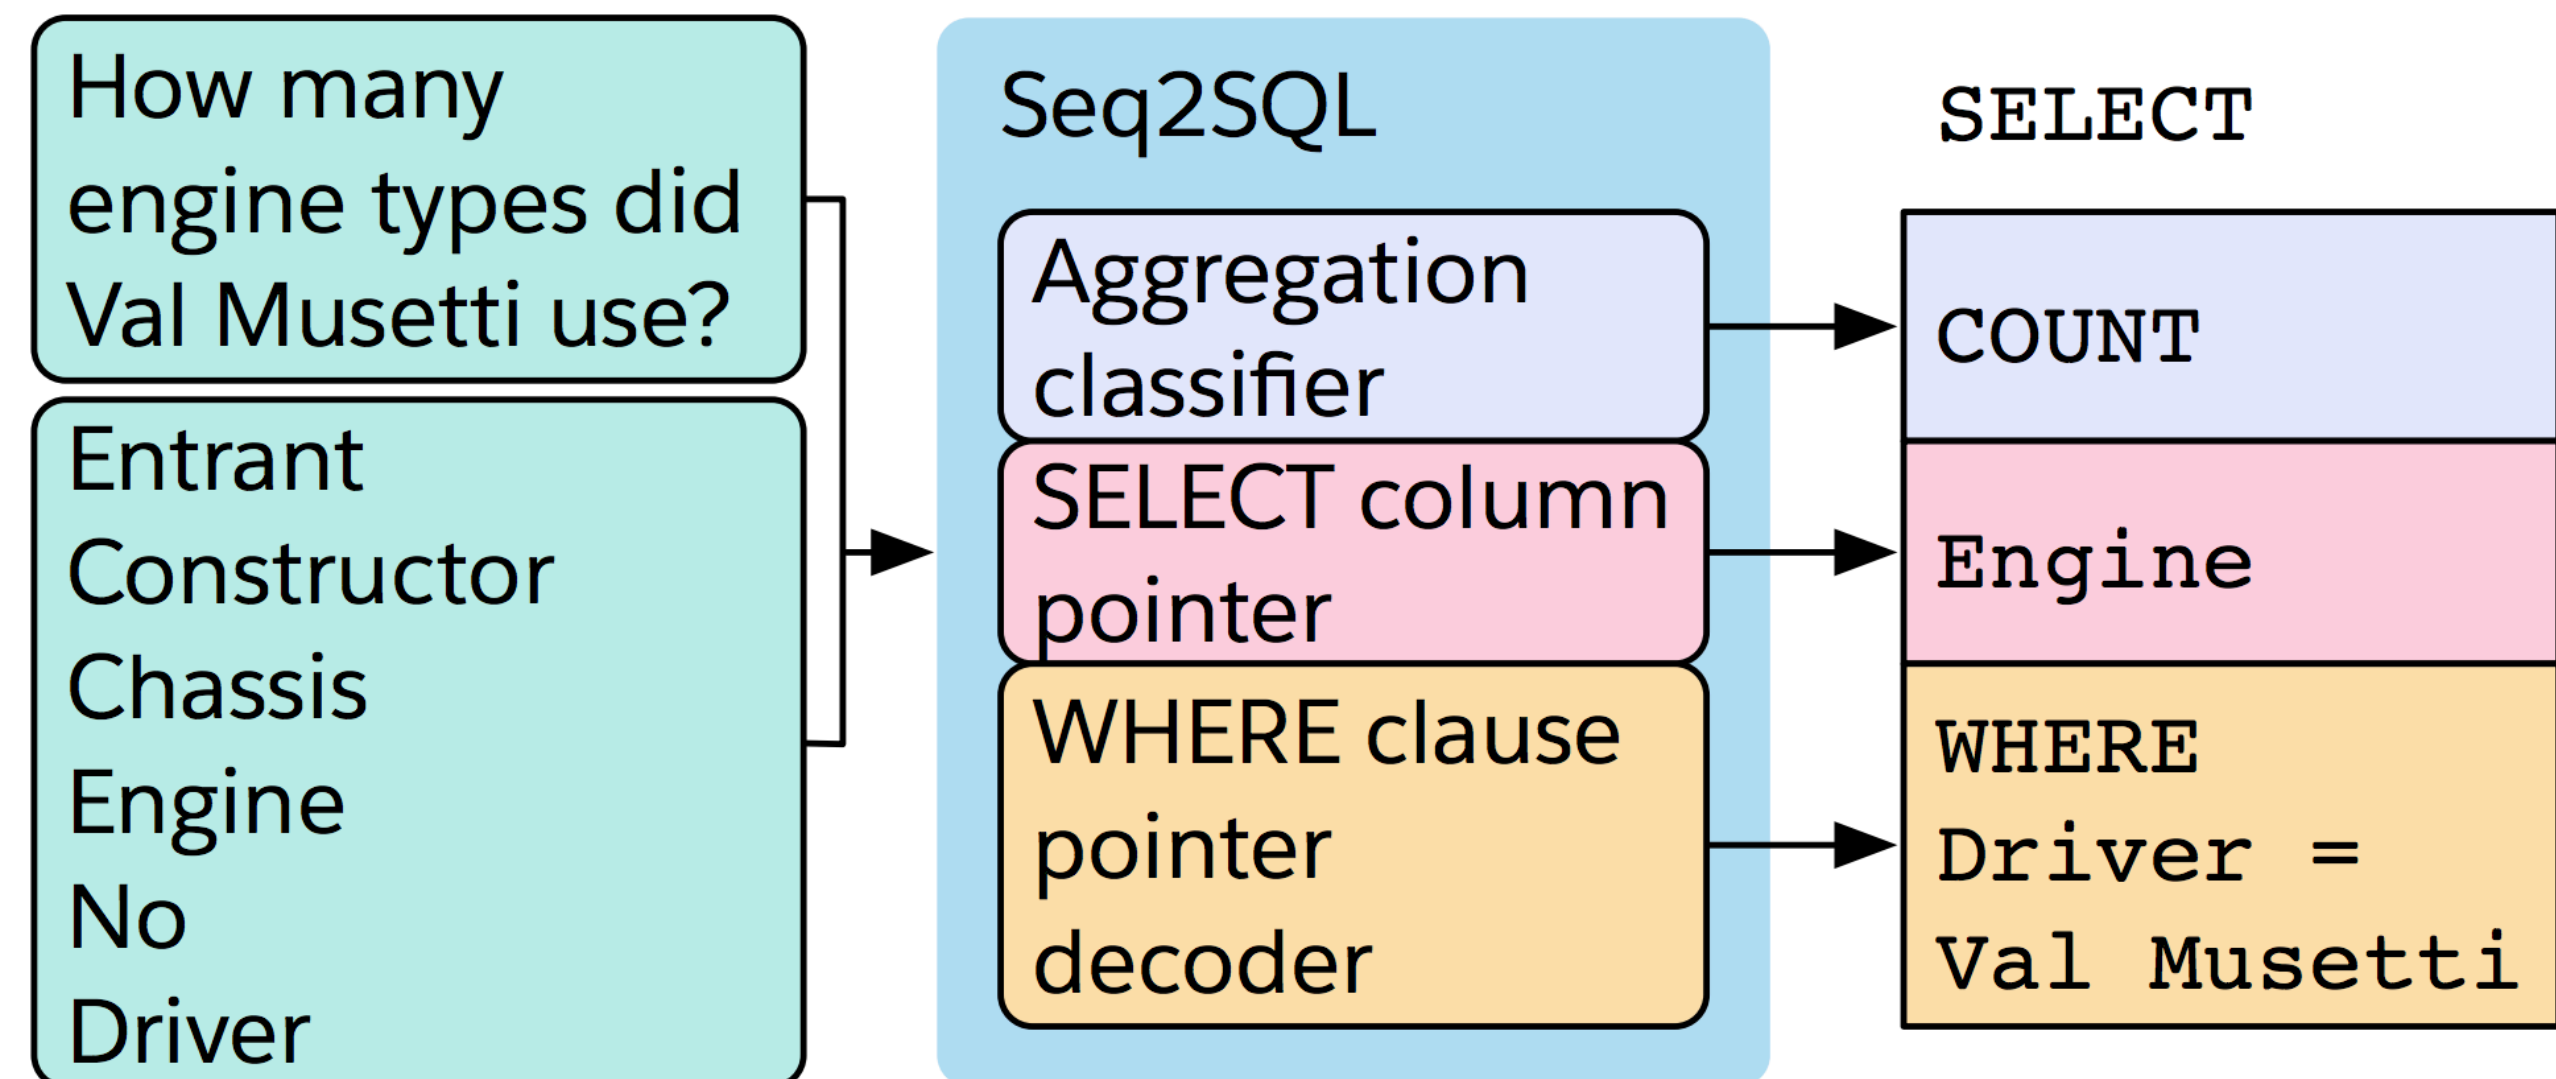 How many
engine types did
Val Musetti use?
Entrant
Constructor
Chassis
Engine
No
Driver
Seq2SQL
Aggregation
classifier
SELECT column
pointer
WHERE clause
pointer
decoder
SELECT
COUNT
Engine
WHERE
Driver =
Val Musetti